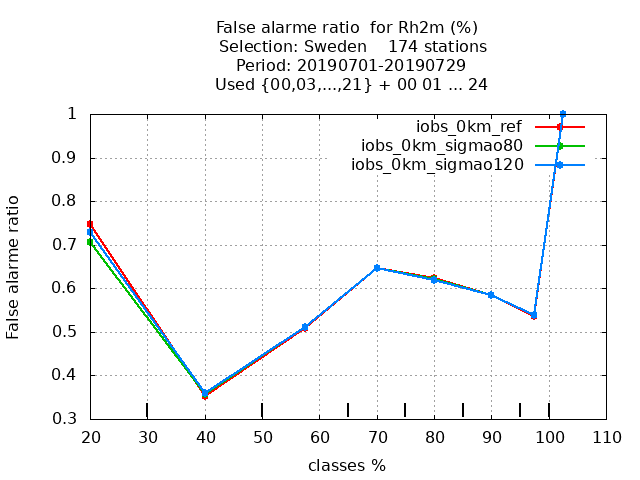 False alarme ratio  for Rh2m (%)
Selection: Sweden    174 stations
Period: 20190701-20190729
Used {00,03,...,21} + 00 01 ... 24
iobs_0km_ref
iobs_0km_sigmao80
iobs_0km_sigmao120
False alarme ratio
1
0.9
0.8
0.7
0.6
0.5
0.4
0.3
20 30 40 50 60 70 80 90 100 110
classes %